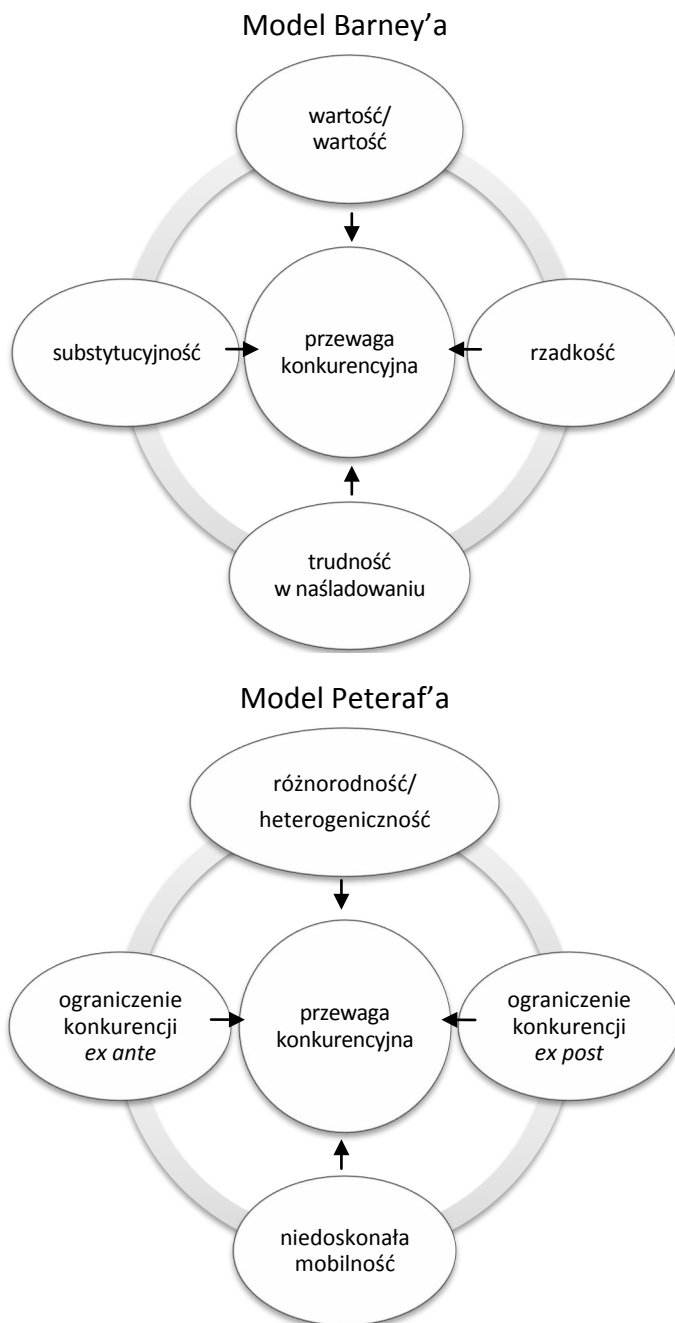 Model Barney’a
wartość/
wartość
substytucyjność
przewaga
konkurencyjna
rzadkość
trudność
w naśladowaniu
Model Peteraf’a
różnorodność/
heterogeniczność
ograniczenie
konkurencji
ex ante
przewaga
konkurencyjna
ograniczenie
konkurencji
ex post
niedoskonała
mobilność